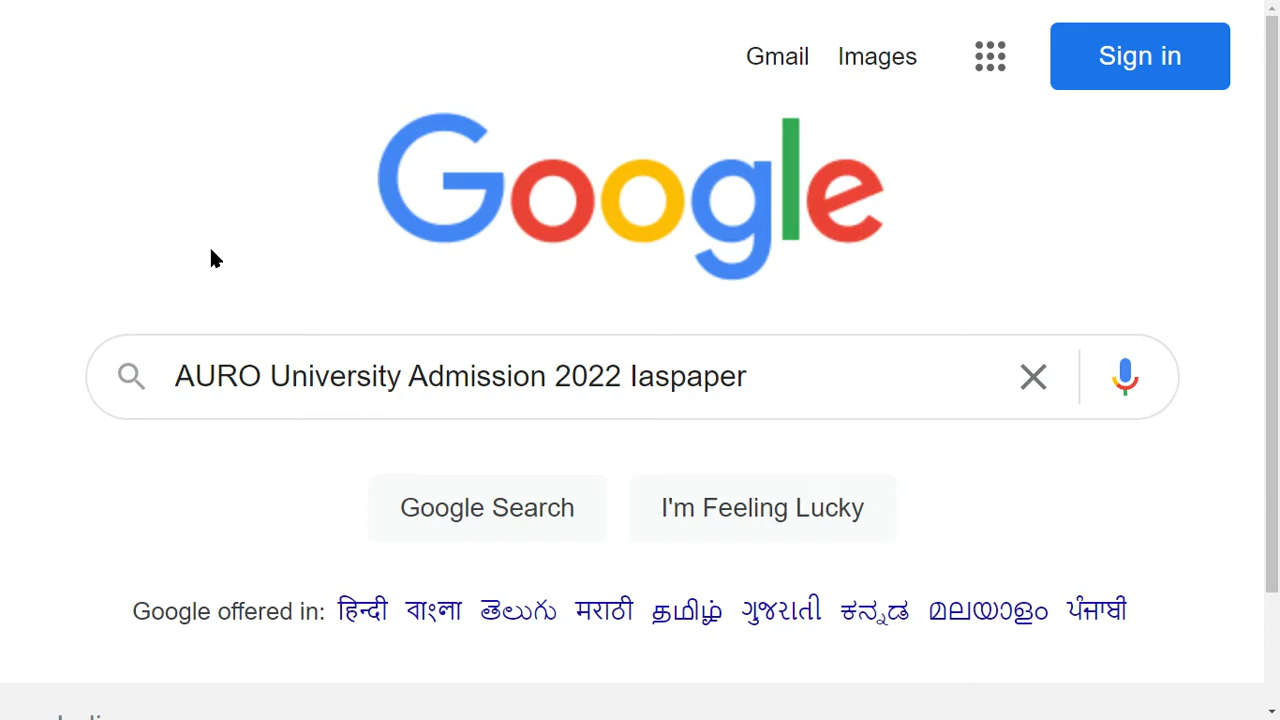 Gmail Images Sign in
Google
AURO University Admission 2022 Iaspaper
Google Search I'm Feeling Lucky
Google offered in: हिन्दी বাংলা తెలుగు मराठी தமிழ் ગુજરાતી ಕನ್ನಡ മലയാളം ਪੰਜਾਬੀ